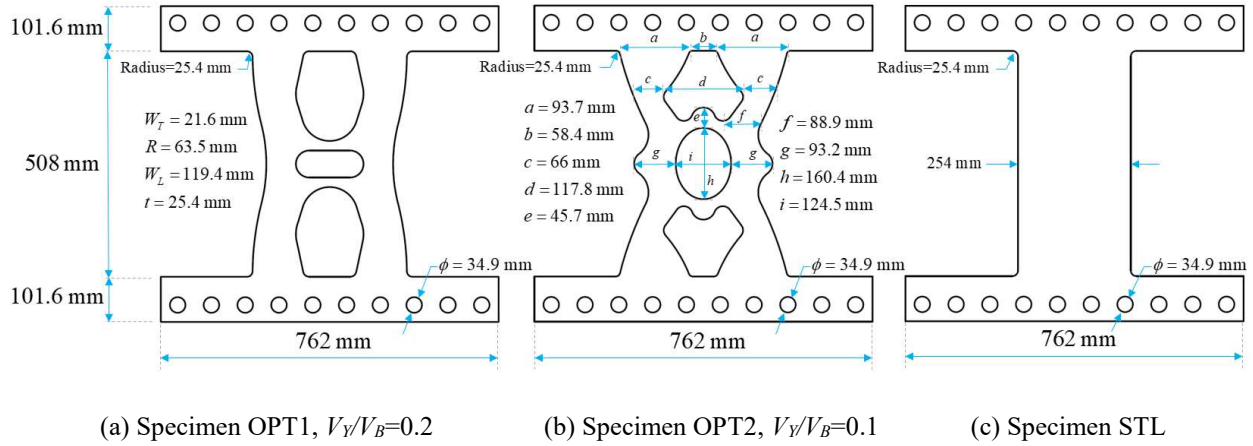 101.6 mm
Radius=25.4 mm
W_T = 21.6 mm
R = 63.5 mm
W_L = 119.4 mm
t = 25.4 mm
508 mm
ϕ = 34.9 mm
101.6 mm
762 mm
(a) Specimen OPT1, V_Y/V_B=0.2
a
b
a
Radius=25.4 mm
c
d
c
a = 93.7 mm
b = 58.4 mm
c = 66 mm
d = 117.8 mm
e = 45.7 mm
e
f
g
i
g
h
f = 88.9 mm
g = 93.2 mm
h = 160.4 mm
i = 124.5 mm
ϕ = 34.9 mm
762 mm
(b) Specimen OPT2, V_Y/V_B=0.1
Radius=25.4 mm
254 mm
ϕ = 34.9 mm
762 mm
(c) Specimen STL